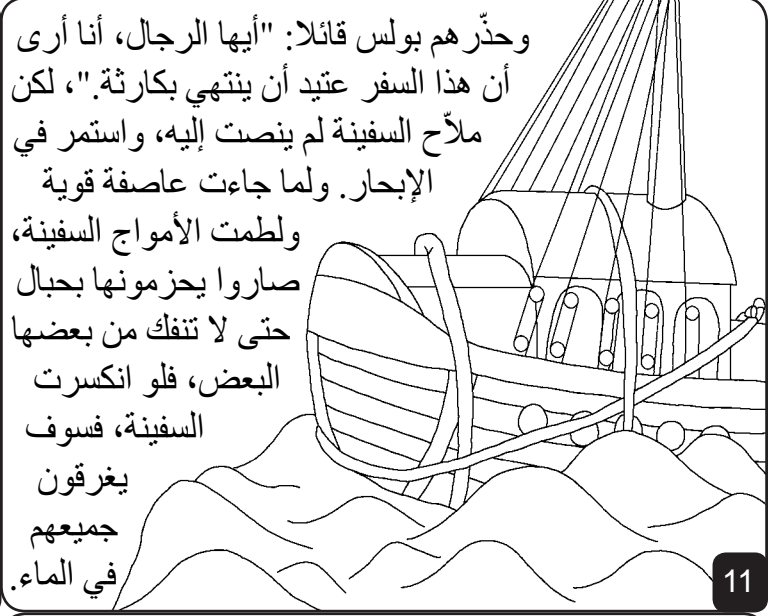 وحذّرهم بولس قائلا: "أيها الرجال، أنا أرى
أن هذا السفر عتيد أن ينتهي بكارثة."، لكن
ملاّح السفينة لم ينصت إليه، واستمر في
الإبحار. ولما جاءت عاصفة قوية
ولطمت الأمواج السفينة،
صاروا يحزمونها بحبال
حتى لا تنفك من بعضها
البعض، فلو انكسرت
السفينة، فسوف
يغرقون
جميعهم
في الماء.
11